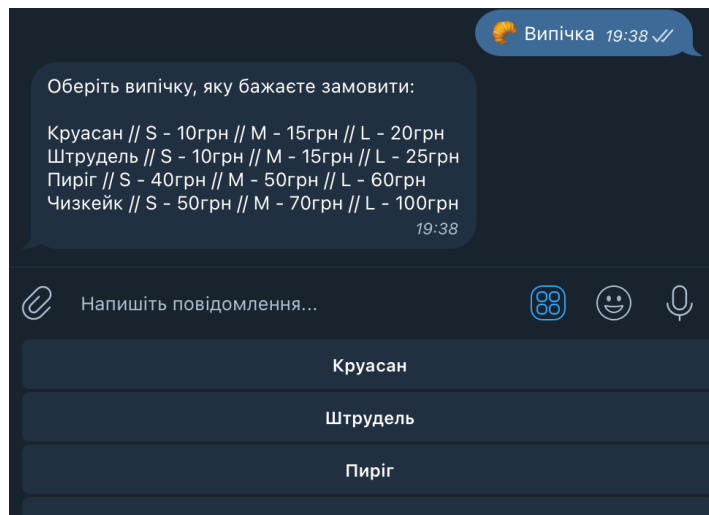 🥐 Випічка 19:38
Оберіть випічку, яку бажаєте замовити:
Круасан // S - 10грн // M - 15грн // L - 20грн
Штрудель // S - 10грн // M - 15грн // L - 25грн
Пиріг // S - 40грн // M - 50грн // L - 60грн
Чизкейк // S - 50грн // M - 70грн // L - 100грн
19:38
Напишіть повідомлення...
Круасан
Штрудель
Пиріг